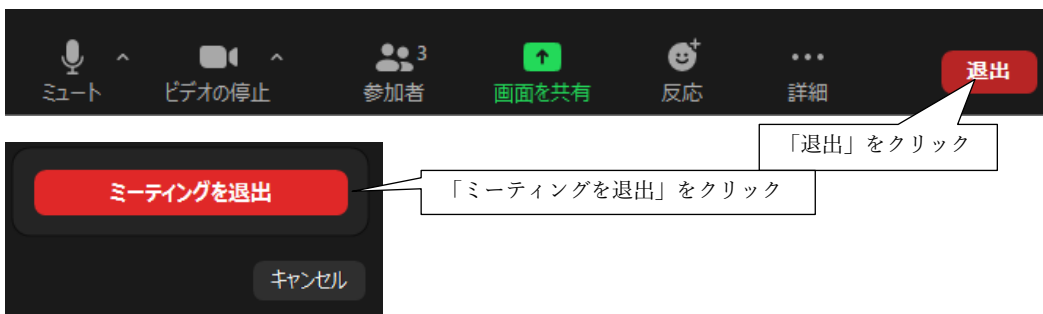 3
ミュート ビデオの停止 参加者 画面を共有 反応 詳細 退出
「退出」をクリック
ミーティングを退出
「ミーティングを退出」をクリック
キャンセル